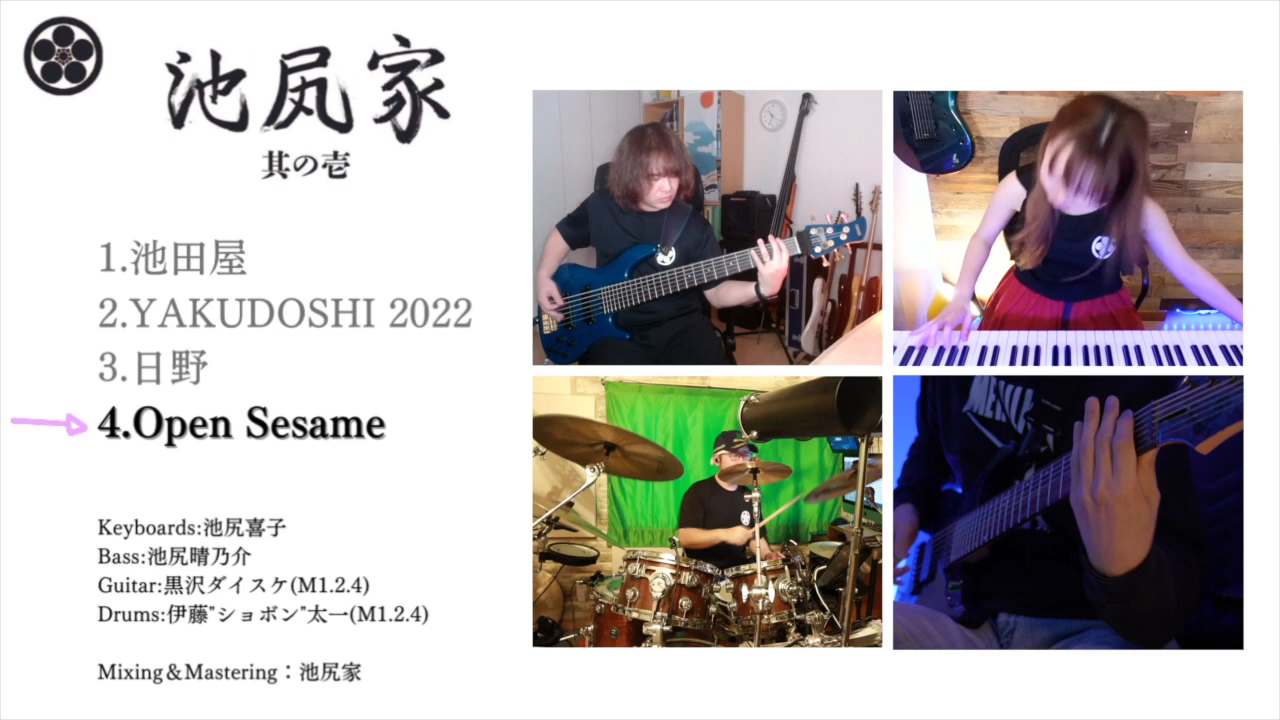 池尻家
其の壱
1.池田屋
2.YAKUDOSHI 2022
3.日野
4.Open Sesame
Keyboards:池尻喜子
Bass:池尻晴乃介
Guitar:黒沢ダイスケ(M1.2.4)
Drums:伊藤"ショボン"太一(M1.2.4)
Mixing&Mastering：池尻家